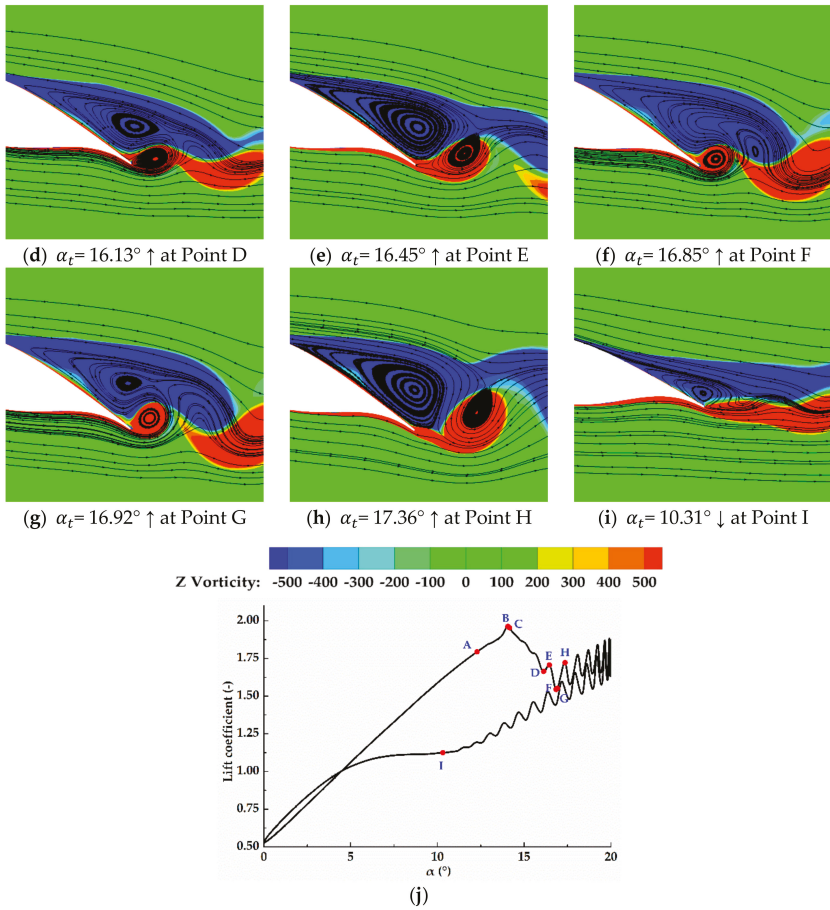 (d) αt= 16.13° ↑ at Point D
(e) αt= 16.45° ↑ at Point E
(f) αt= 16.85° ↑ at Point F
(g) αt= 16.92° ↑ at Point G
(h) αt= 17.36° ↑ at Point H
(i) αt= 10.31° ↓ at Point I
Z Vorticity: -500 -400 -300 -200 -100 0 100 200 300 400 500
2.00
1.75
1.50
1.25
1.00
0.75
0.50
Lift coefficient (-)
A
B
C
D
E
F
G
H
I
0 5 10 15 20
α (°)
(j)